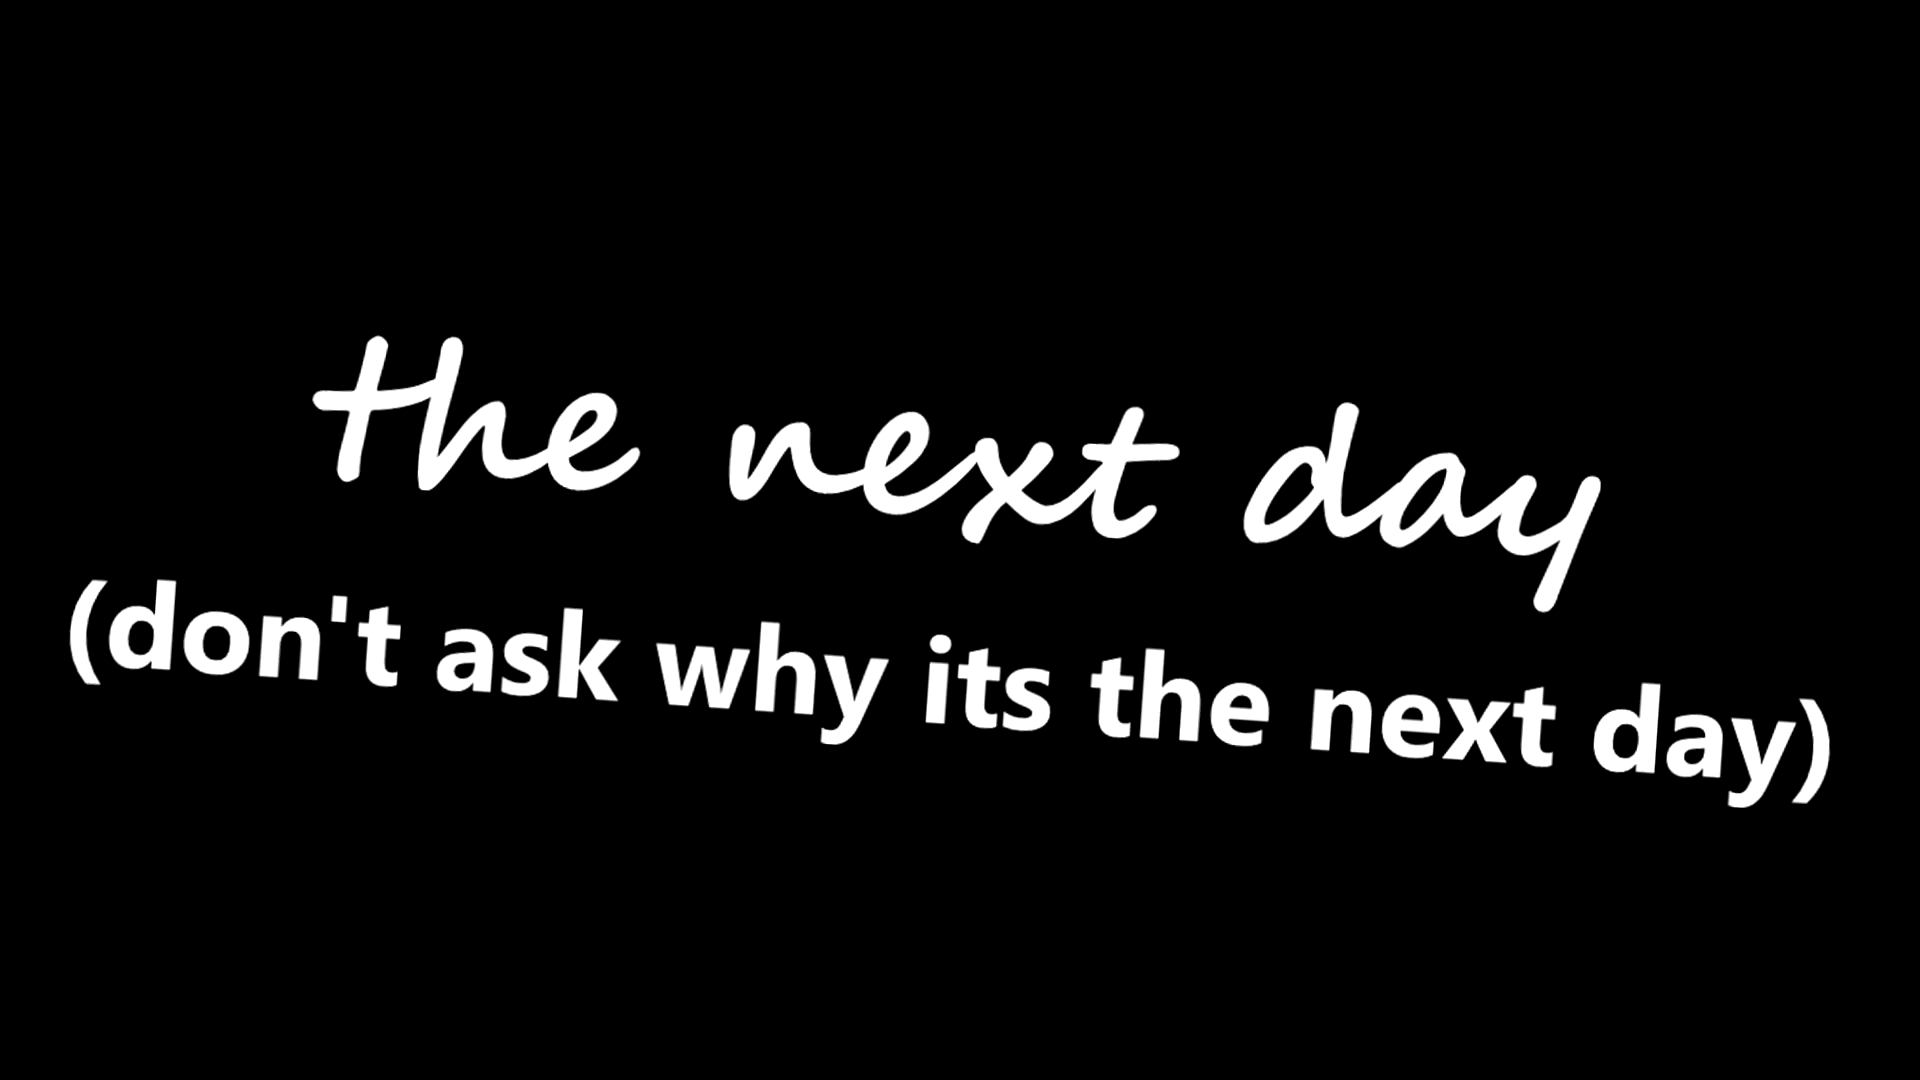 the next day
(don't ask why its the next day)